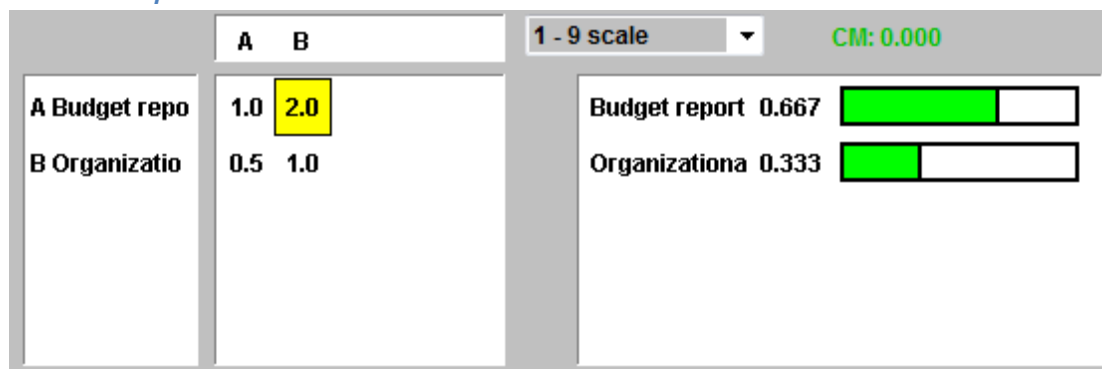 A B
1 - 9 scale
CM: 0.000
A Budget repo 1.0 2.0
B Organizatio 0.5 1.0
Budget report 0.667
Organizationa 0.333